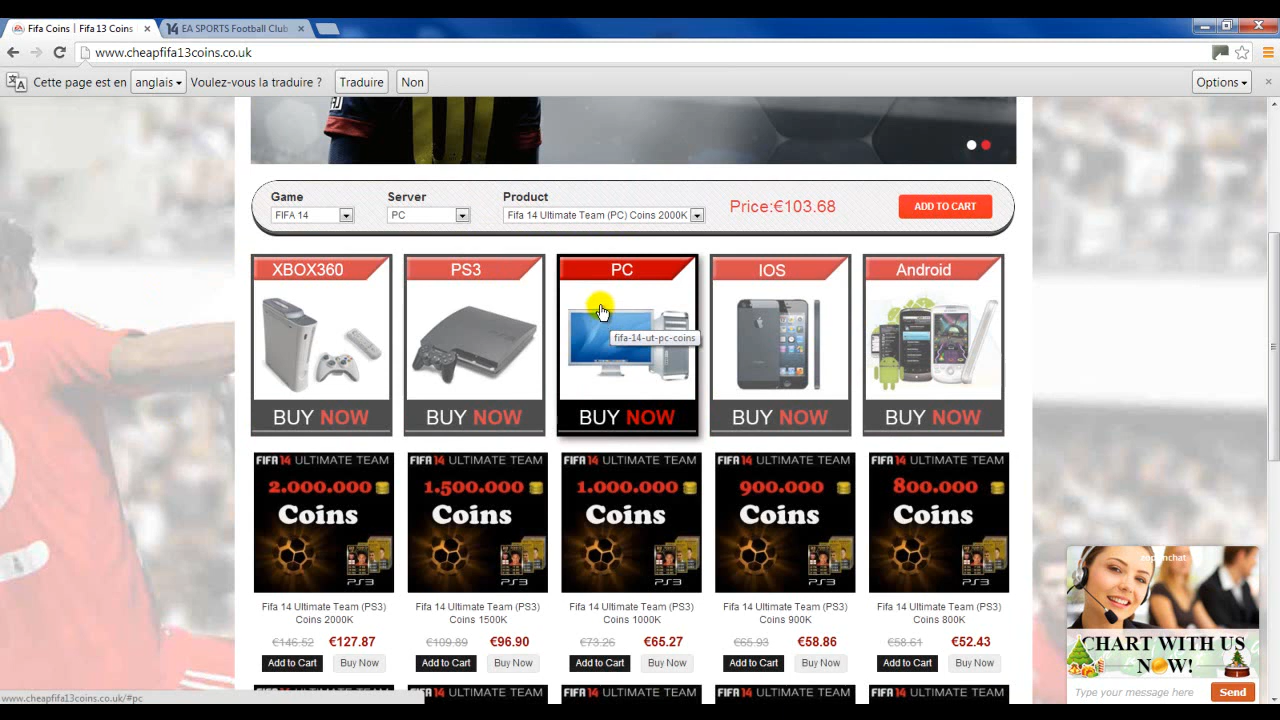 Fifa Coins | Fifa 13 Coins
EA SPORTS Football Club
www.cheapfifa13coins.co.uk
Cette page est en anglais Voulez-vous la traduire ? Traduire Non Options
Game Server Product
FIFA 14 PC Fifa 14 Ultimate Team (PC) Coins 2000K Price:€103.68 ADD TO CART
XBOX360 PS3 PC IOS Android
fifa-14-ut-pc-coins
BUY NOW BUY NOW BUY NOW BUY NOW BUY NOW
FIFA 14 ULTIMATE TEAM FIFA 14 ULTIMATE TEAM FIFA 14 ULTIMATE TEAM FIFA 14 ULTIMATE TEAM FIFA 14 ULTIMATE TEAM
2.000.000 1.500.000 1.000.000 900.000 800.000
Coins Coins Coins Coins Coins
PS3 PS3 PS3 PS3 PS3
Fifa 14 Ultimate Team (PS3) Fifa 14 Ultimate Team (PS3) Fifa 14 Ultimate Team (PS3) Fifa 14 Ultimate Team (PS3) Fifa 14 Ultimate Team (PS3)
Coins 2000K Coins 1500K Coins 1000K Coins 900K Coins 800K
€146.52 €127.87 €109.89 €96.90 €73.26 €65.27 €65.93 €58.86 €58.61 €52.43
Add to Cart Buy Now Add to Cart Buy Now Add to Cart Buy Now Add to Cart Buy Now Add to Cart Buy Now
CHART WITH US
NOW!
Type your message here Send
www.cheapfifa13coins.co.uk/#pc